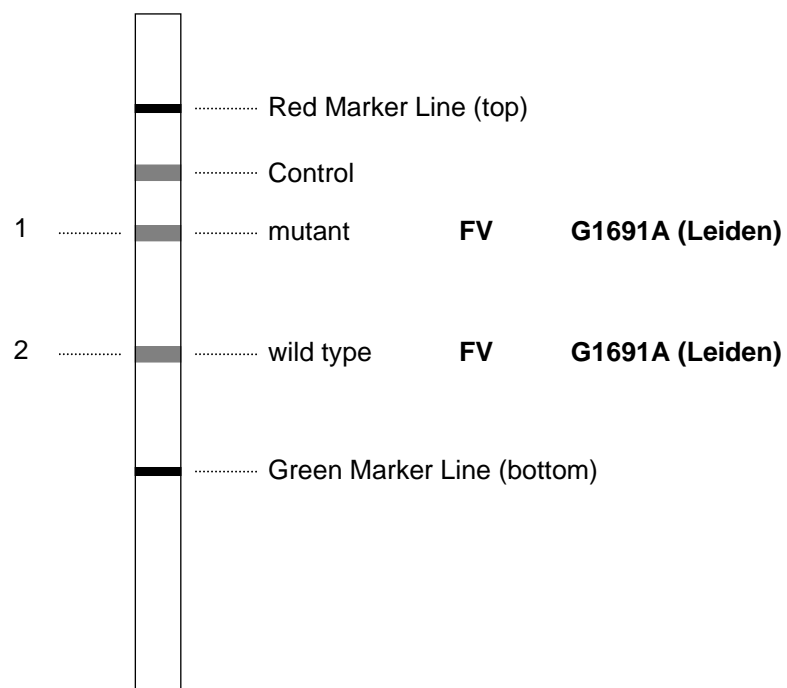 Red Marker Line (top)
Control
1 mutant FV G1691A (Leiden)
2 wild type FV G1691A (Leiden)
Green Marker Line (bottom)